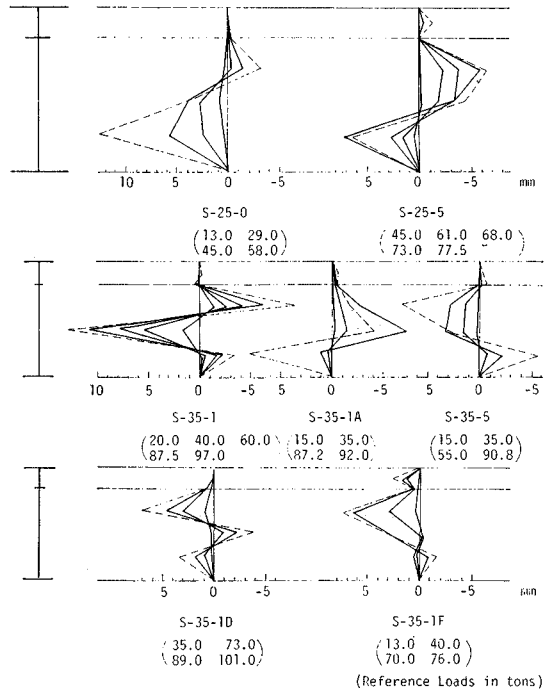 10 5 0 5 0 -5 mm
S-25-0 S-25-5
(13.0 29.0 (45.0 61.0 68.0
45.0 58.0) 73.0 77.5 )
10 5 0 5 0 5 0 -5
S-35-1 S-35-1A S-35-5
(20.0 40.0 60.0 (15.0 35.0 (15.0 35.0
87.5 97.0 ) 87.2 92.0) 55.0 90.8)
5 0 -5 5 0 -5 mm
S-35-1D S-35-1F
(35.0 73.0 (13.0 40.0
89.0 101.0) 70.0 76.0)
(Reference Loads in tons)